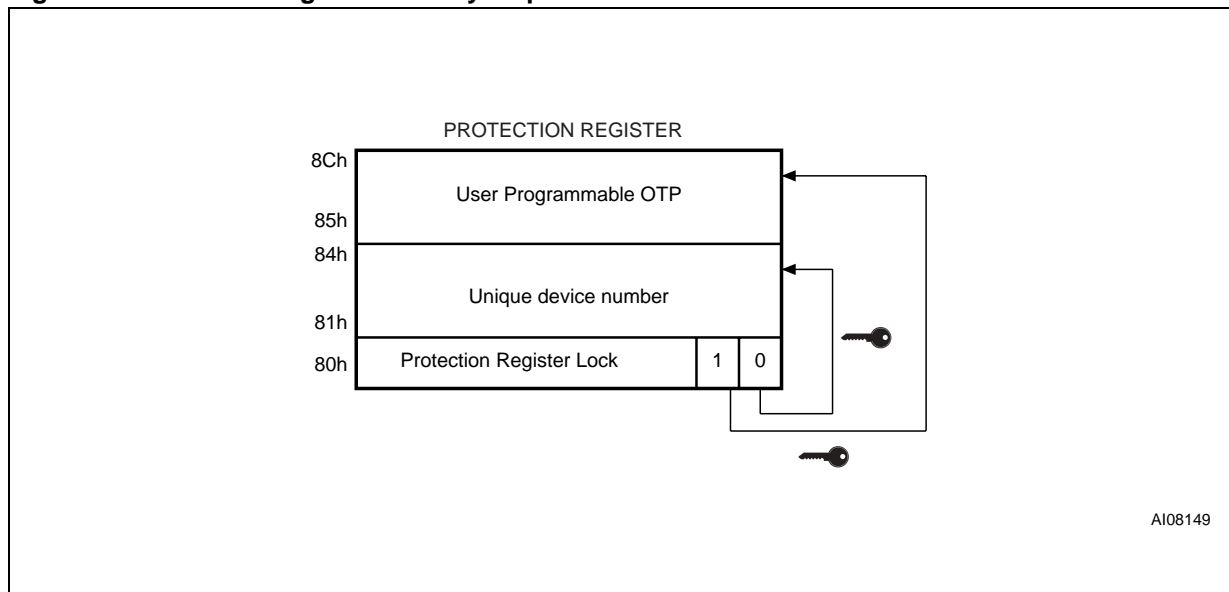 PROTECTION REGISTER
8Ch
User Programmable OTP
85h
84h
Unique device number
81h
80h
Protection Register Lock 1 0
AI08149